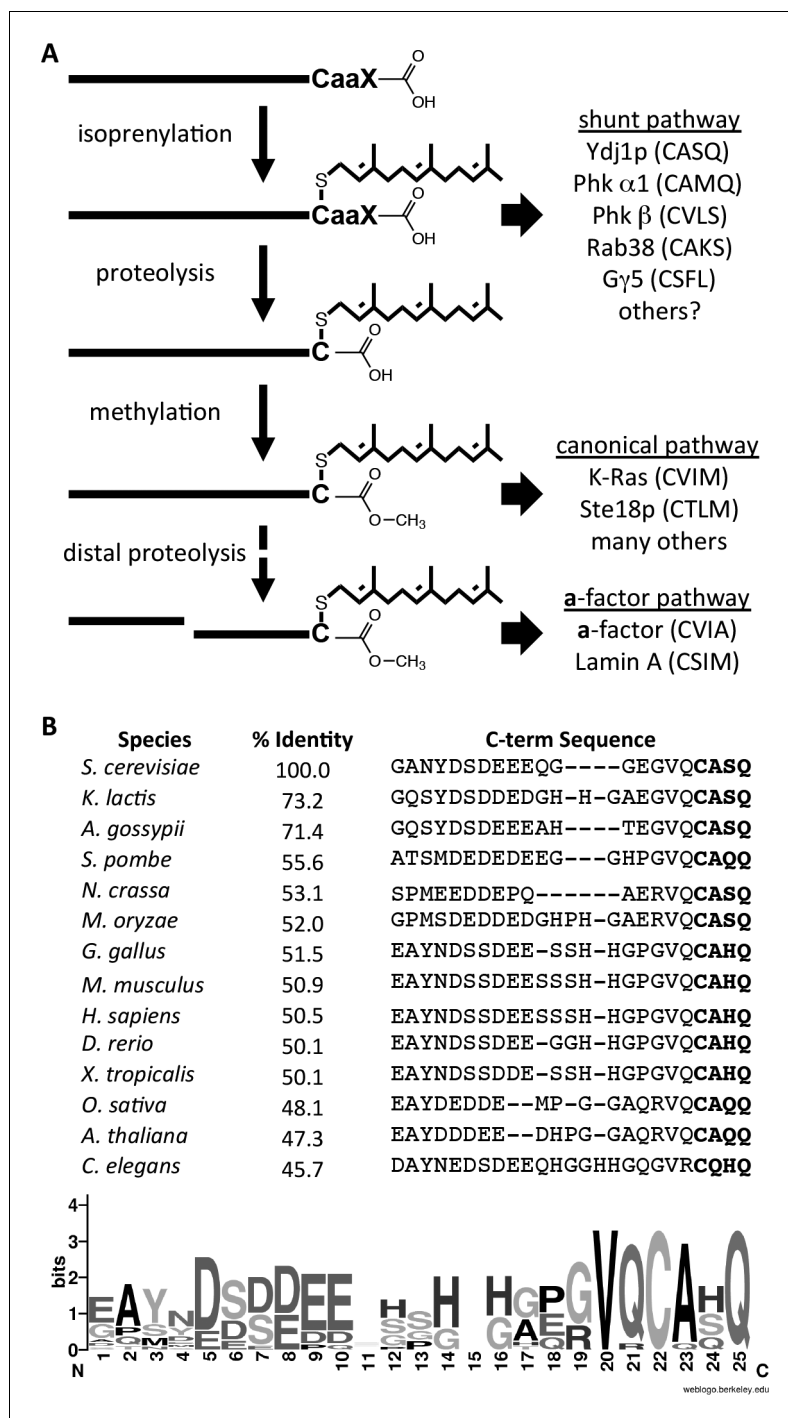 A
CaaX
O
OH
isoprenylation
S
CaaX
O
OH
shunt pathway
Ydj1p (CASQ)
Phk α1 (CAMQ)
Phk β (CVLS)
Rab38 (CAKS)
Gγ5 (CSFL)
others?
proteolysis
S
C
O
OH
methylation
S
C
O
O—CH3
canonical pathway
K-Ras (CVIM)
Ste18p (CTLM)
many others
distal proteolysis
S
C
O
O—CH3
a-factor pathway
a-factor (CVIA)
Lamin A (CSIM)
B
Species % Identity C-term Sequence
S. cerevisiae 100.0 GANYDSDEEEQG----GEGVQCASQ
K. lactis 73.2 GQSYDSDDEDGH-H-GAEGVQCASQ
A. gossypii 71.4 GQSYDSDEEEAH----TEGVQCASQ
S. pombe 55.6 ATSMDEDEDEEG---GHPGVQCAQQ
N. crassa 53.1 SPMEEDDEPQ------AERVQCASQ
M. oryzae 52.0 GPMSDEDDEDGHPH-GAERVQCASQ
G. gallus 51.5 EAYNDSSDEE-SSH-HGPGVQCAHQ
M. musculus 50.9 EAYNDSSDEESSSH-HGPGVQCAHQ
H. sapiens 50.5 EAYNDSSDEESSSH-HGPGVQCAHQ
D. rerio 50.1 EAYNDSSDEE-GGH-HGPGVQCAHQ
X. tropicalis 50.1 EAYNSSDDE-SSH-HGPGVQCAHQ
O. sativa 48.1 EAYDEDDE--MP-G-GAQRVQCAQQ
A. thaliana 47.3 EAYDDDEE--DHPG-GAQRVQCAQQ
C. elegans 45.7 DAYNEDSDEEQHGGHHGQGVRCQHQ
bits
4
3
2
1
0
N 1 2 3 4 5 6 7 8 9 10 11 12 13 14 15 16 17 18 19 20 21 22 23 24 25 C
weblogo.berkeley.edu